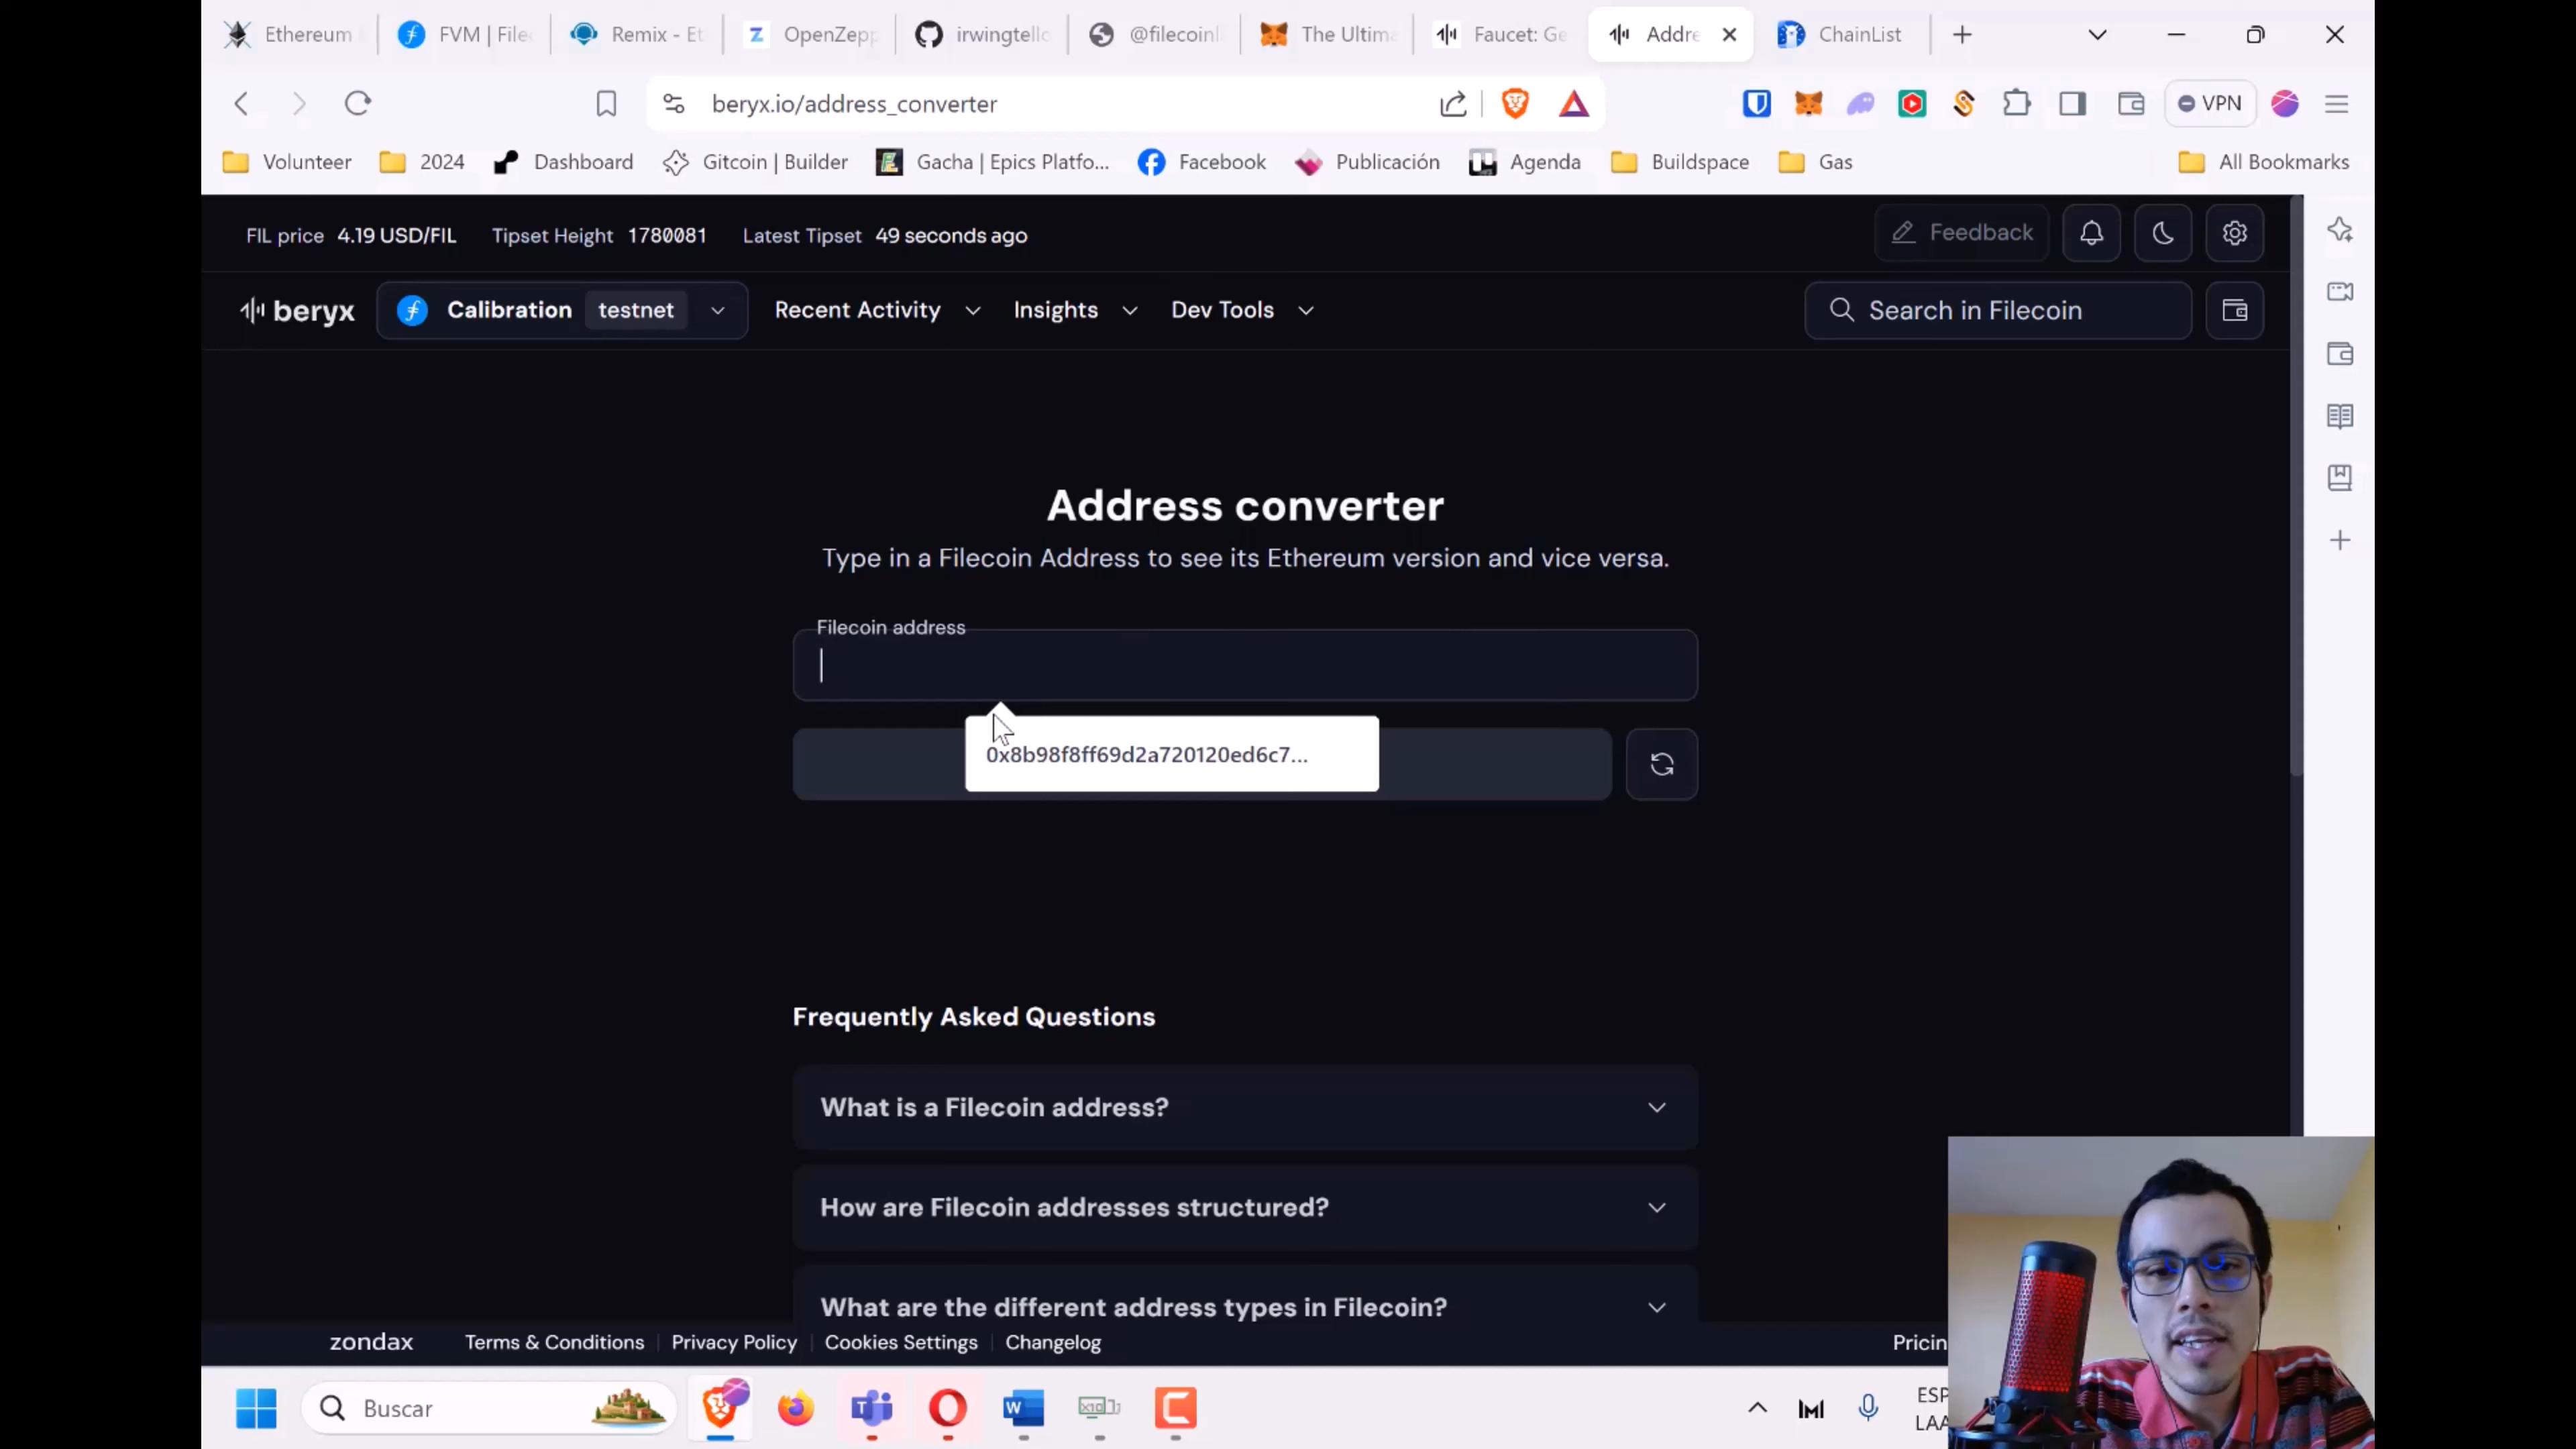 Ethereum
FVM | File
Remix - Et
OpenZepp
irwingtello
@filecoinl
The Ultima
Faucet: Ge
Addre
ChainList
beryx.io/address_converter
VPN
Volunteer
2024
Dashboard
Gitcoin | Builder
Gacha | Epics Platfo...
Facebook
Publicación
Agenda
Buildspace
Gas
All Bookmarks
FIL price 4.19 USD/FIL
Tipset Height 1780081
Latest Tipset 49 seconds ago
Feedback
beryx
Calibration testnet
Recent Activity
Insights
Dev Tools
Search in Filecoin
Address converter
Type in a Filecoin Address to see its Ethereum version and vice versa.
Filecoin address
0x8b98f8ff69d2a720120ed6c7...
Frequently Asked Questions
What is a Filecoin address?
How are Filecoin addresses structured?
What are the different address types in Filecoin?
zondax
Terms & Conditions
Privacy Policy
Cookies Settings
Changelog
Pricin
Buscar
ESP
LAA